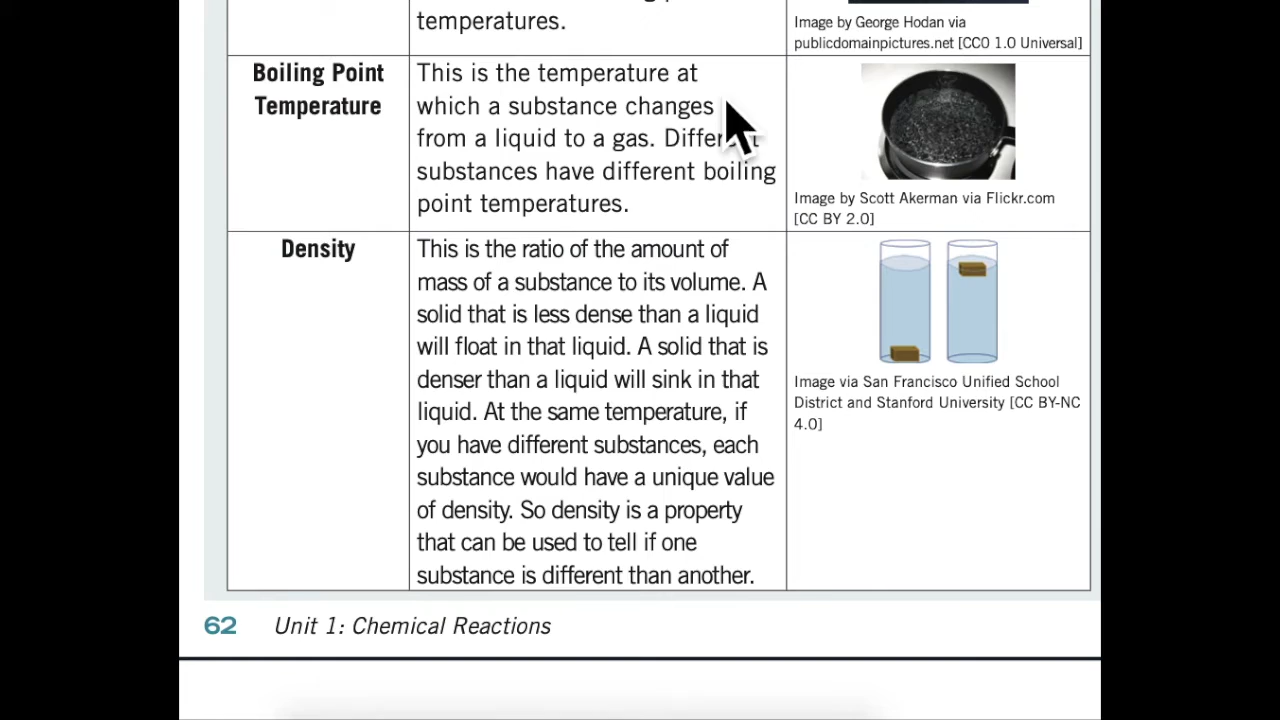 temperatures.
Image by George Hodan via
publicdomainpictures.net [CC0 1.0 Universal]
Boiling Point
Temperature
This is the temperature at
which a substance changes
from a liquid to a gas. Different
substances have different boiling
point temperatures.
Image by Scott Akerman via Flickr.com
[CC BY 2.0]
Density
This is the ratio of the amount of
mass of a substance to its volume. A
solid that is less dense than a liquid
will float in that liquid. A solid that is
denser than a liquid will sink in that
liquid. At the same temperature, if
you have different substances, each
substance would have a unique value
of density. So density is a property
that can be used to tell if one
substance is different than another.
Image via San Francisco Unified School
District and Stanford University [CC BY-NC
4.0]
62 Unit 1: Chemical Reactions